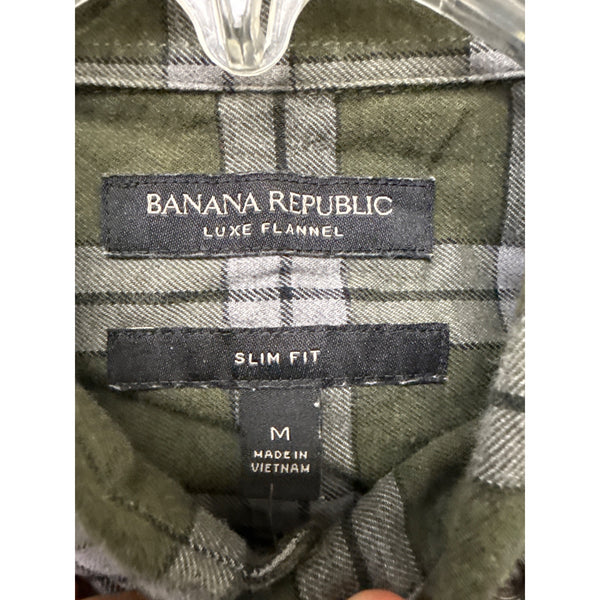 BANANA REPUBLIC
LUXE FLANNEL
SLIM FIT
M
MADE IN
VIETNAM